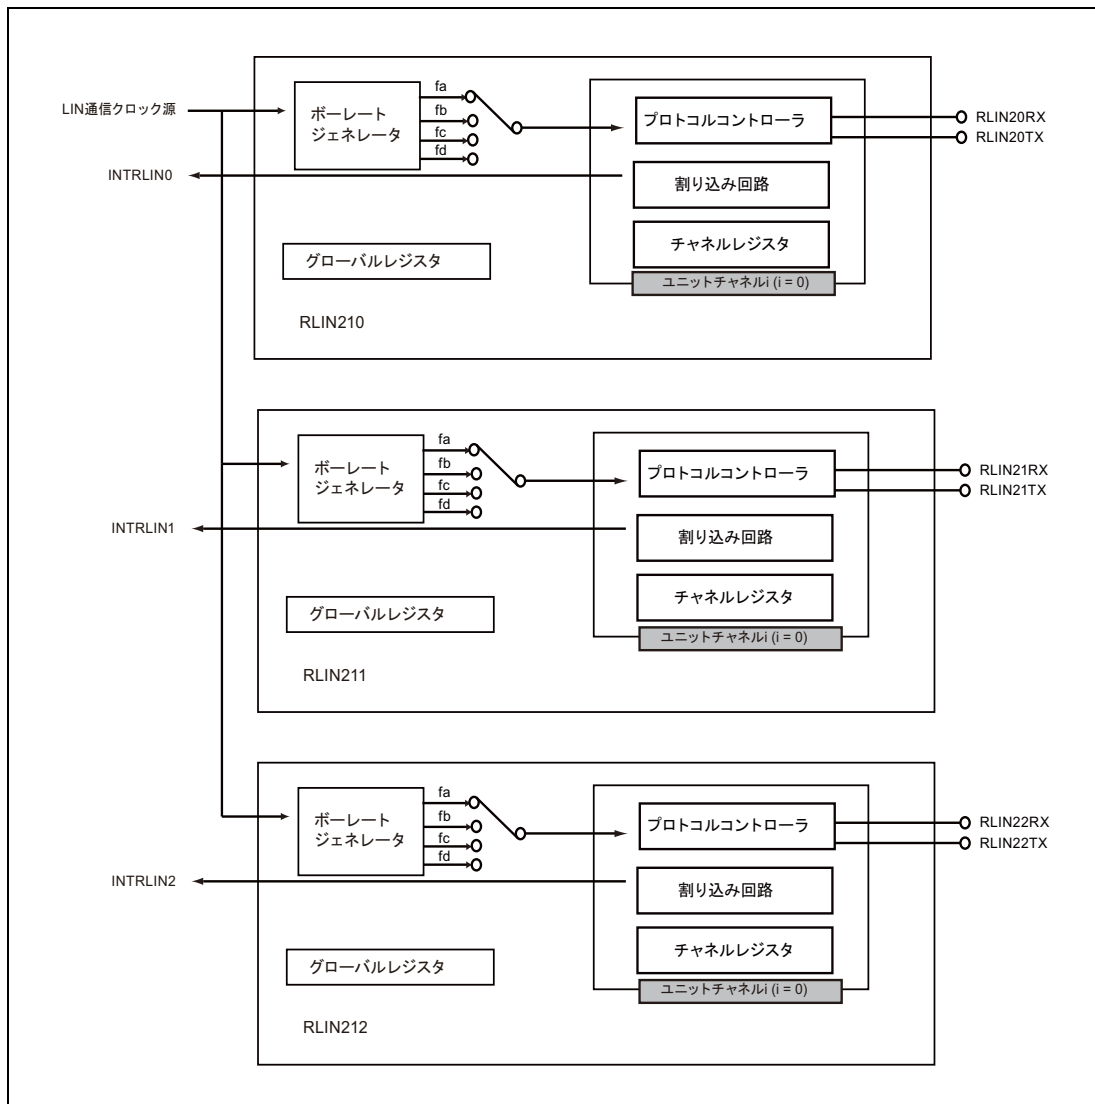 LIN通信クロック源
ボーレート
ジェネレータ
fa
fb
fc
fd
プロトコルコントローラ
RLIN20RX
RLIN20TX
INTRLIN0
割り込み回路
チャネルレジスタ
グローバルレジスタ
ユニットチャネルi (i = 0)
RLIN210
ボーレート
ジェネレータ
fa
fb
fc
fd
プロトコルコントローラ
RLIN21RX
RLIN21TX
INTRLIN1
割り込み回路
チャネルレジスタ
グローバルレジスタ
ユニットチャネルi (i = 0)
RLIN211
ボーレート
ジェネレータ
fa
fb
fc
fd
プロトコルコントローラ
RLIN22RX
RLIN22TX
INTRLIN2
割り込み回路
チャネルレジスタ
グローバルレジスタ
ユニットチャネルi (i = 0)
RLIN212